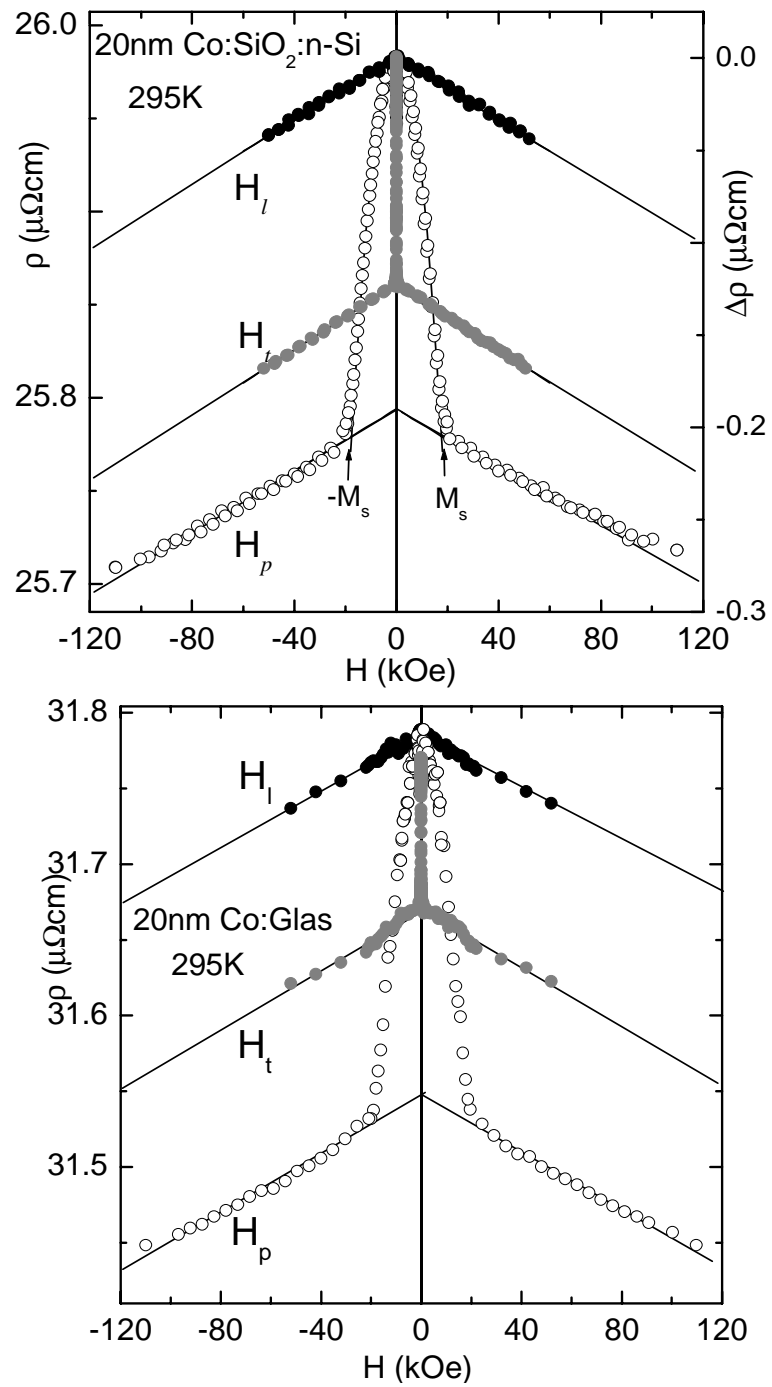 26.0
20nm Co:SiO₂:n-Si
0.0
295K
Hₗ
ρ (μΩcm)
Δρ (μΩcm)
Hₜ
25.8
-0.2
-Mₛ
Mₛ
Hₚ
25.7
-0.3
-120 -80 -40 0 40 80 120
H (kOe)
31.8
Hₗ
31.7
20nm Co:Glas
295K
3ρ (μΩcm)
31.6
Hₜ
31.5
Hₚ
-120 -80 -40 0 40 80 120
H (kOe)